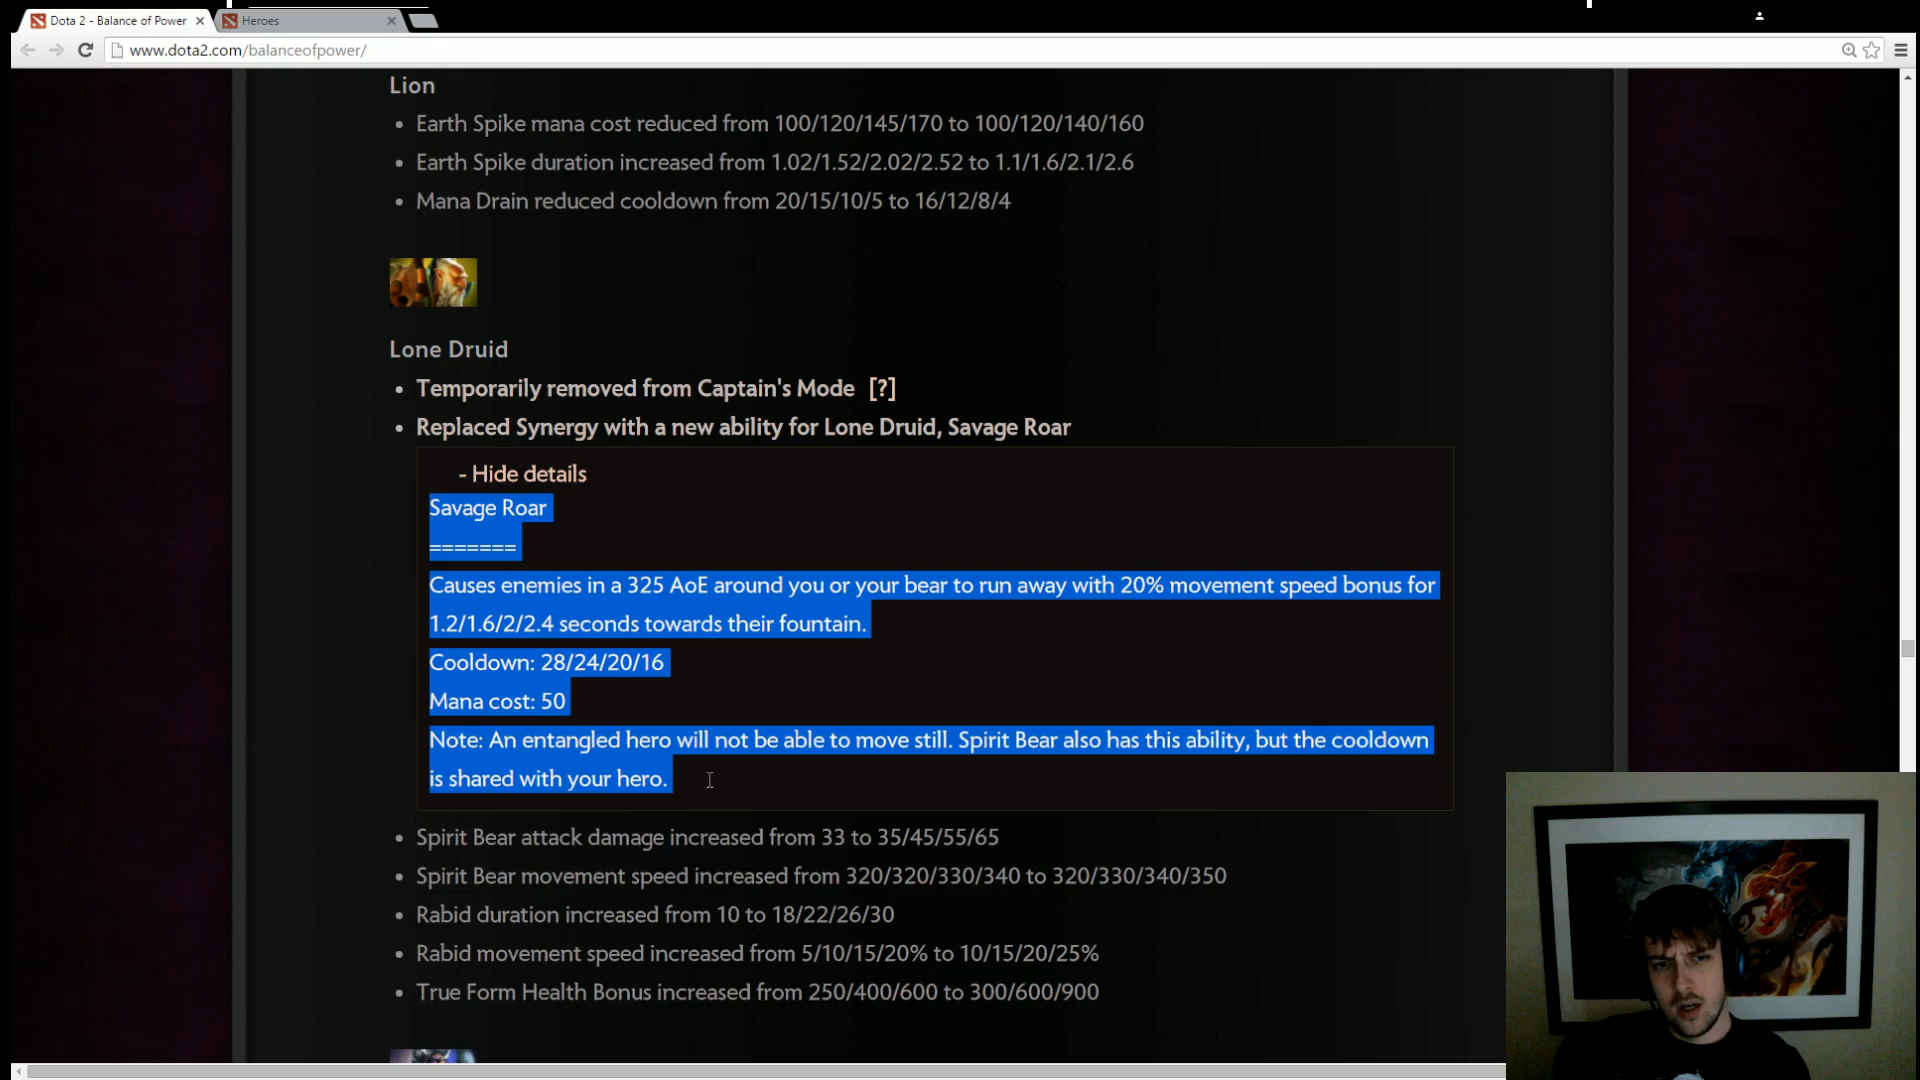 Dota 2 - Balance of Power
Heroes
www.dota2.com/balanceofpower/
Lion
• Earth Spike mana cost reduced from 100/120/145/170 to 100/120/140/160
• Earth Spike duration increased from 1.02/1.52/2.02/2.52 to 1.1/1.6/2.1/2.6
• Mana Drain reduced cooldown from 20/15/10/5 to 16/12/8/4
Lone Druid
• Temporarily removed from Captain's Mode [?]
• Replaced Synergy with a new ability for Lone Druid, Savage Roar
- Hide details
Savage Roar
=======
Causes enemies in a 325 AoE around you or your bear to run away with 20% movement speed bonus for
1.2/1.6/2/2.4 seconds towards their fountain.
Cooldown: 28/24/20/16
Mana cost: 50
Note: An entangled hero will not be able to move still. Spirit Bear also has this ability, but the cooldown
is shared with your hero.
• Spirit Bear attack damage increased from 33 to 35/45/55/65
• Spirit Bear movement speed increased from 320/320/330/340 to 320/330/340/350
• Rabid duration increased from 10 to 18/22/26/30
• Rabid movement speed increased from 5/10/15/20% to 10/15/20/25%
• True Form Health Bonus increased from 250/400/600 to 300/600/900